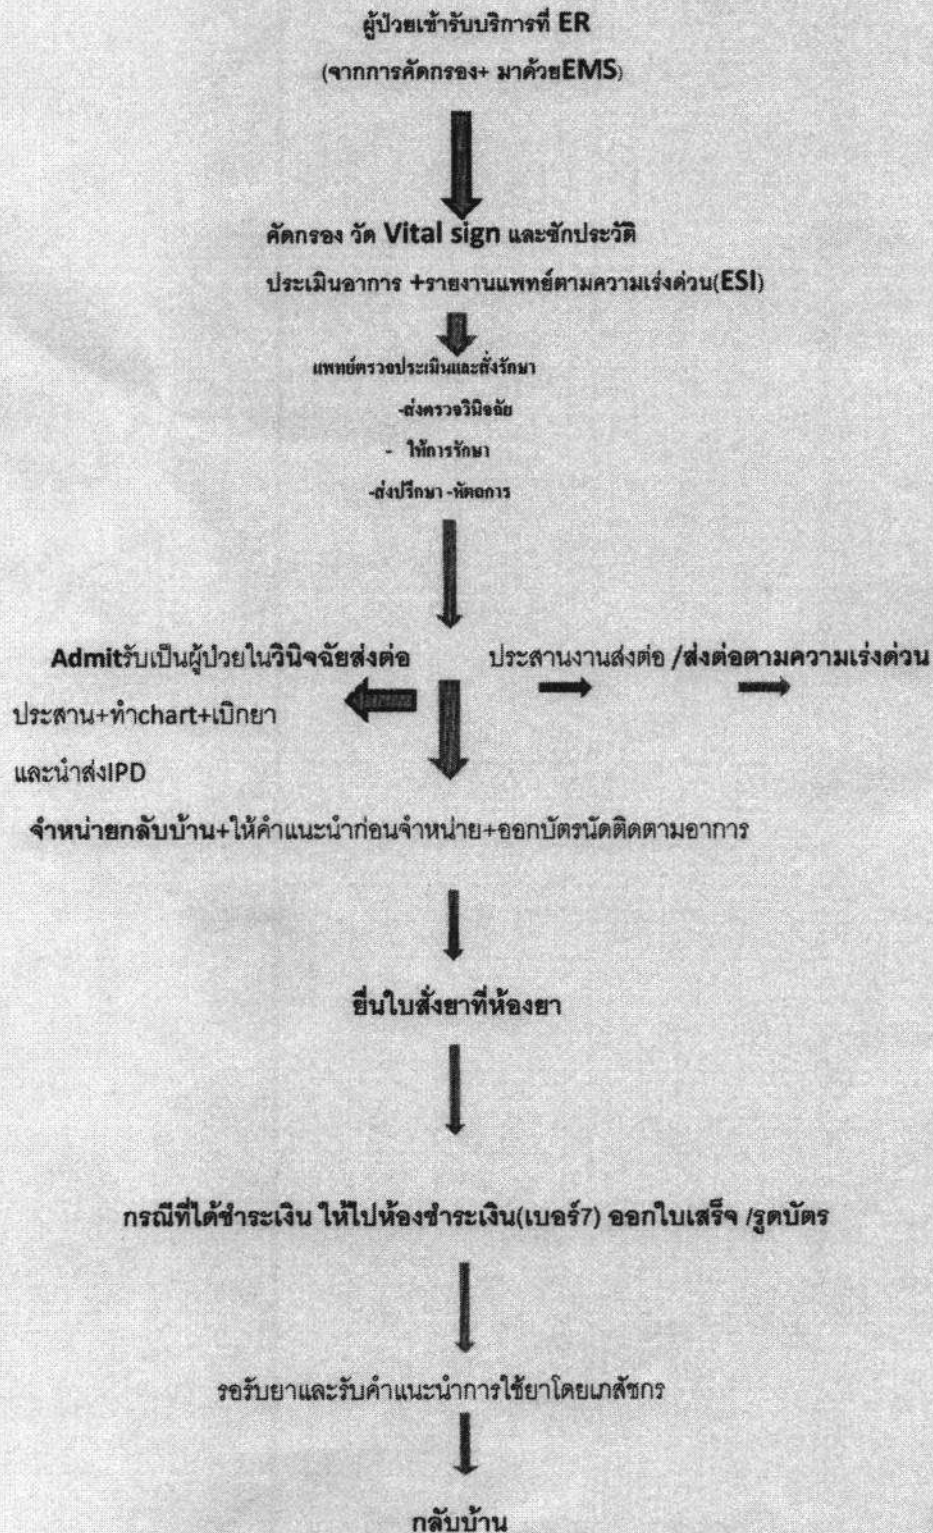 ผู้ป่วยเข้ารับบริการที่ ER
(จากการคัดกรอง+ มาด้วยEMS)
คัดกรอง วัด Vital sign และซักประวัติ
ประเมินอาการ +รายงานแพทย์ตามความเร่งด่วน(ESI)
แพทย์ตรวจประเมินและสั่งรักษา
-ส่งตรวจวินิจฉัย
- ให้การรักษา
-ส่งปรึกษา -หัตถการ
Admitรับเป็นผู้ป่วยในวินิจฉัยส่งต่อ ประสานงานส่งต่อ /ส่งต่อตามความเร่งด่วน
ประสาน+ทำchart+เบิกยา
และนำส่งIPD
จำหน่ายกลับบ้าน+ให้คำแนะนำก่อนจำหน่าย+ออกบัตรนัดติดตามอาการ
ยื่นใบสั่งยาที่ห้องยา
กรณีที่ได้ชำระเงิน ให้ไปห้องชำระเงิน(เบอร์7) ออกใบเสร็จ /รูดบัตร
รอรับยาและรับคำแนะนำการใช้ยาโดยเภสัชกร
กลับบ้าน